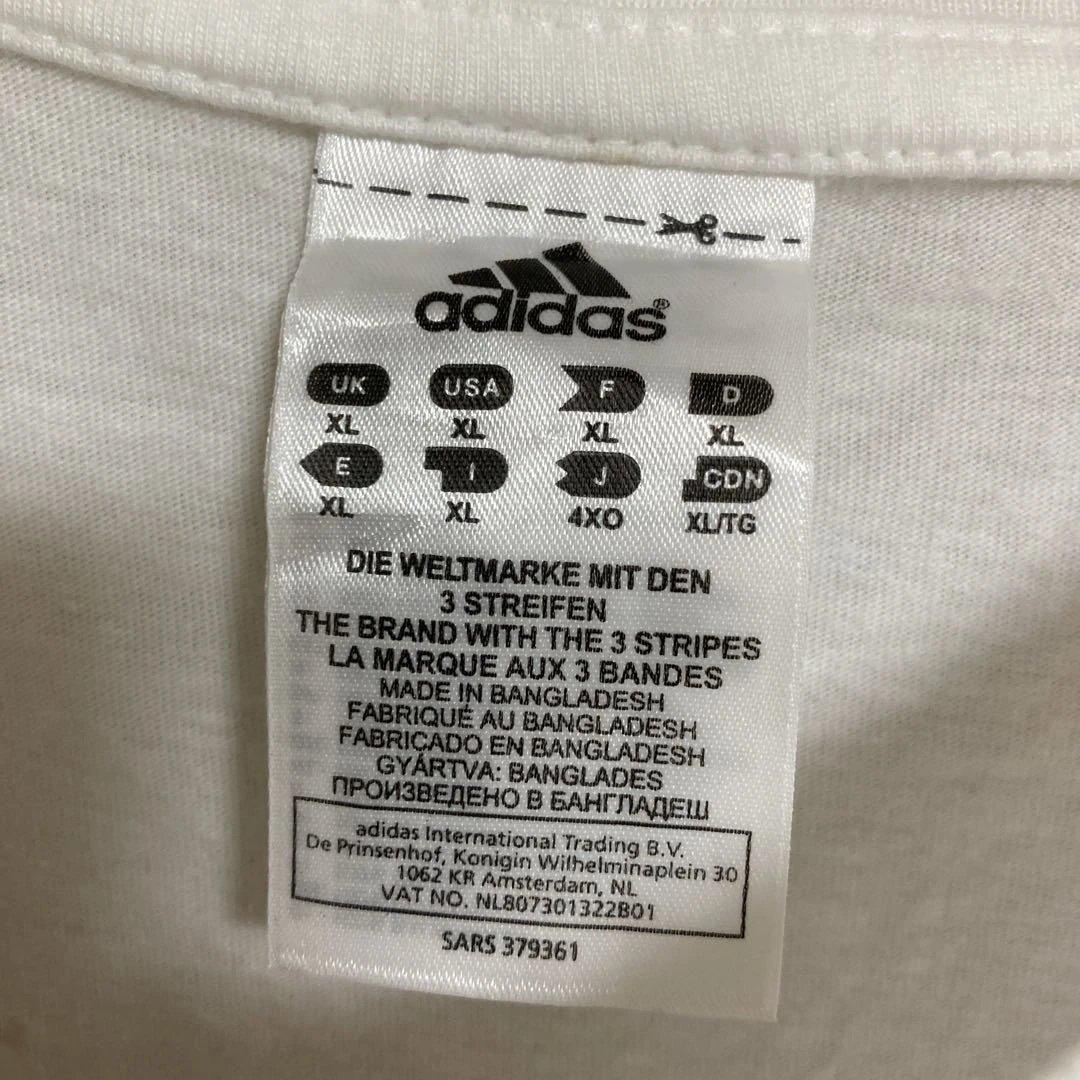 adidas®
UK USA F D
XL XL XL XL
E I J CDN
XL XL 4XO XL/TG
DIE WELTMARKE MIT DEN
3 STREIFEN
THE BRAND WITH THE 3 STRIPES
LA MARQUE AUX 3 BANDES
MADE IN BANGLADESH
FABRIQUÉ AU BANGLADESH
FABRICADO EN BANGLADESH
GYÁRTVA: BANGLADES
ПРОИЗВЕДЕНО В БАНГЛАДЕШ
adidas International Trading B.V.
De Prinsenhof, Konigin Wilhelminaplein 30
1062 KR Amsterdam, NL
VAT NO. NL807301322B01
SARS 379361